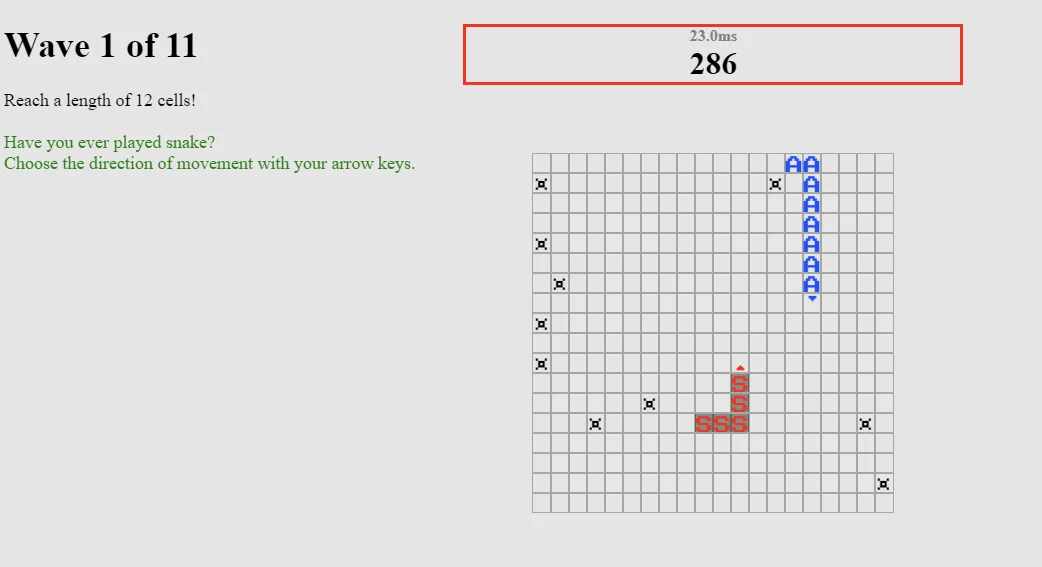 Wave 1 of 11
23.0ms
286
Reach a length of 12 cells!
Have you ever played snake?
Choose the direction of movement with your arrow keys.
AA
A
A
A
A
A
A
S
S
SSS